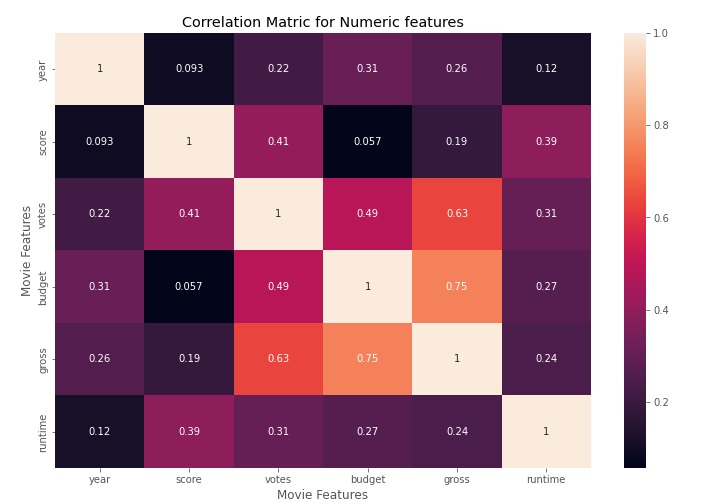 Correlation Matric for Numeric features
year 1 0.093 0.22 0.31 0.26 0.12
score 0.093 1 0.41 0.057 0.19 0.39
votes 0.22 0.41 1 0.49 0.63 0.31
budget 0.31 0.057 0.49 1 0.75 0.27
gross 0.26 0.19 0.63 0.75 1 0.24
runtime 0.12 0.39 0.31 0.27 0.24 1
year score votes budget gross runtime
Movie Features
Movie Features
1.0
0.8
0.6
0.4
0.2